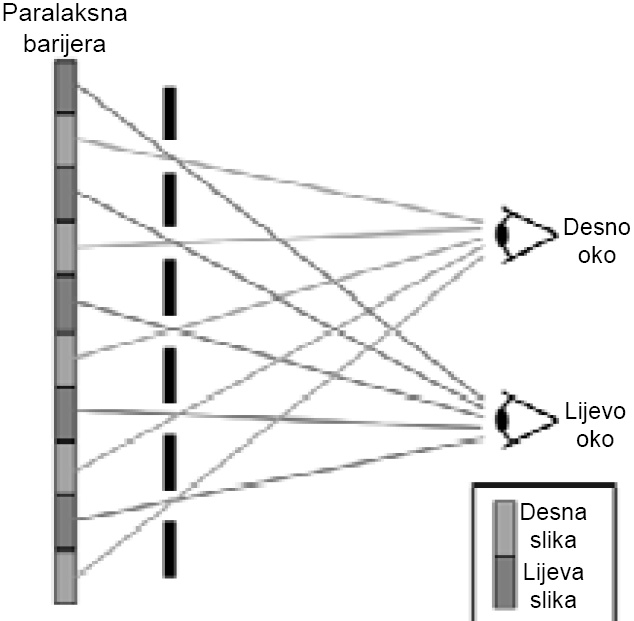 Paralaksna
barijera
Desno
oko
Lijevo
oko
Desna
slika
Lijeva
slika